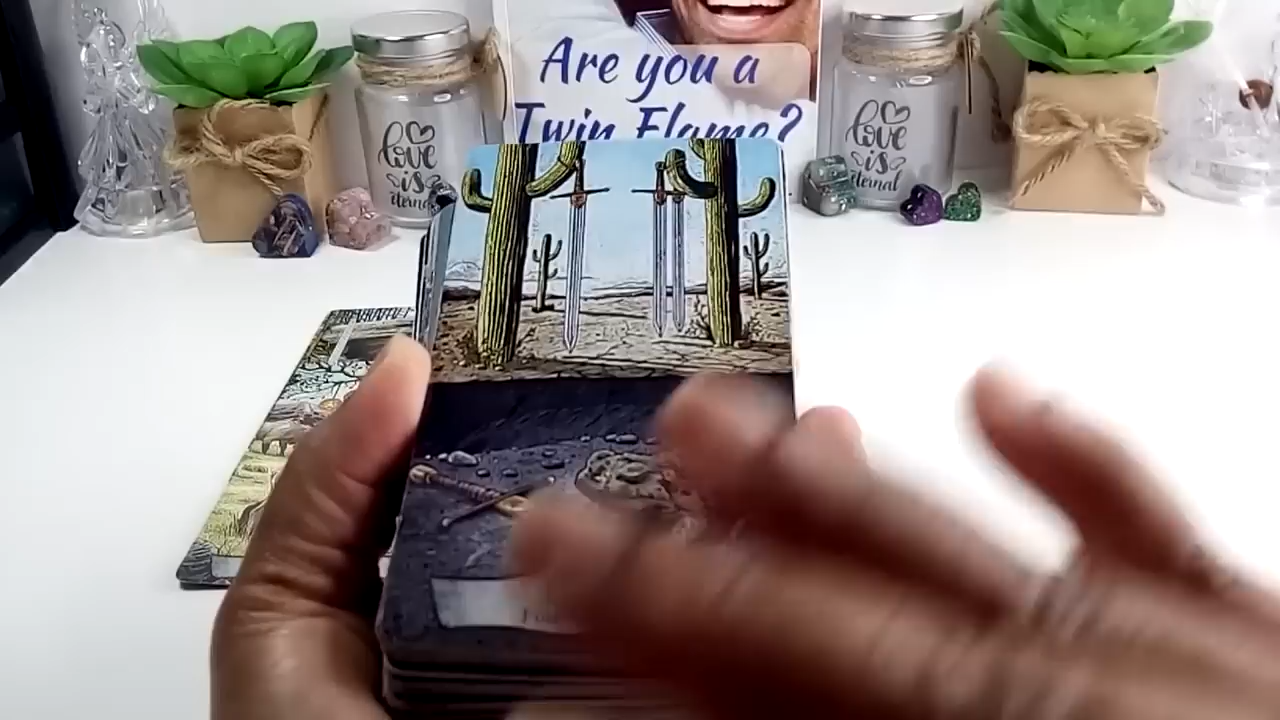 Are you a
Twin Flame?
love
is
eternal
love
is
eternal